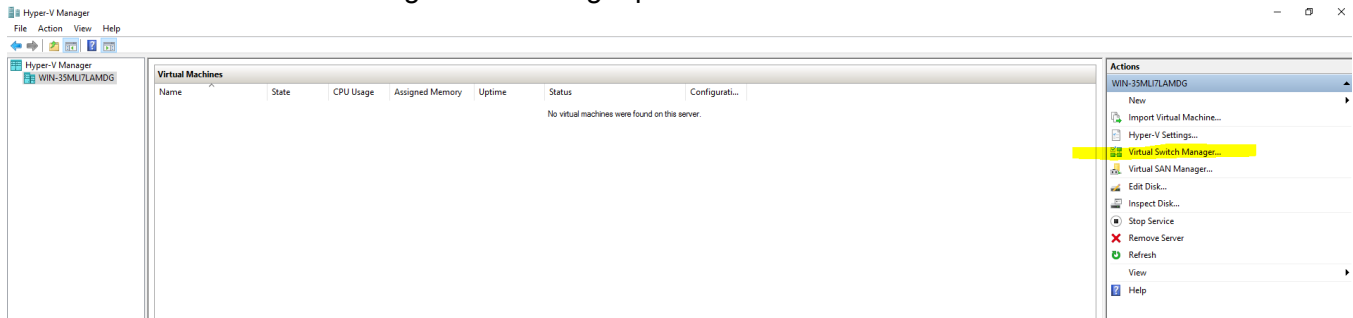 Hyper-V Manager
File Action View Help
Hyper-V Manager
WIN-35MLI7LAMDG
Virtual Machines
Name State CPU Usage Assigned Memory Uptime Status Configurati...
No virtual machines were found on this server.
Actions
WIN-35MLI7LAMDG
New
Import Virtual Machine...
Hyper-V Settings...
Virtual Switch Manager...
Virtual SAN Manager...
Edit Disk...
Inspect Disk...
Stop Service
Remove Server
Refresh
View
Help